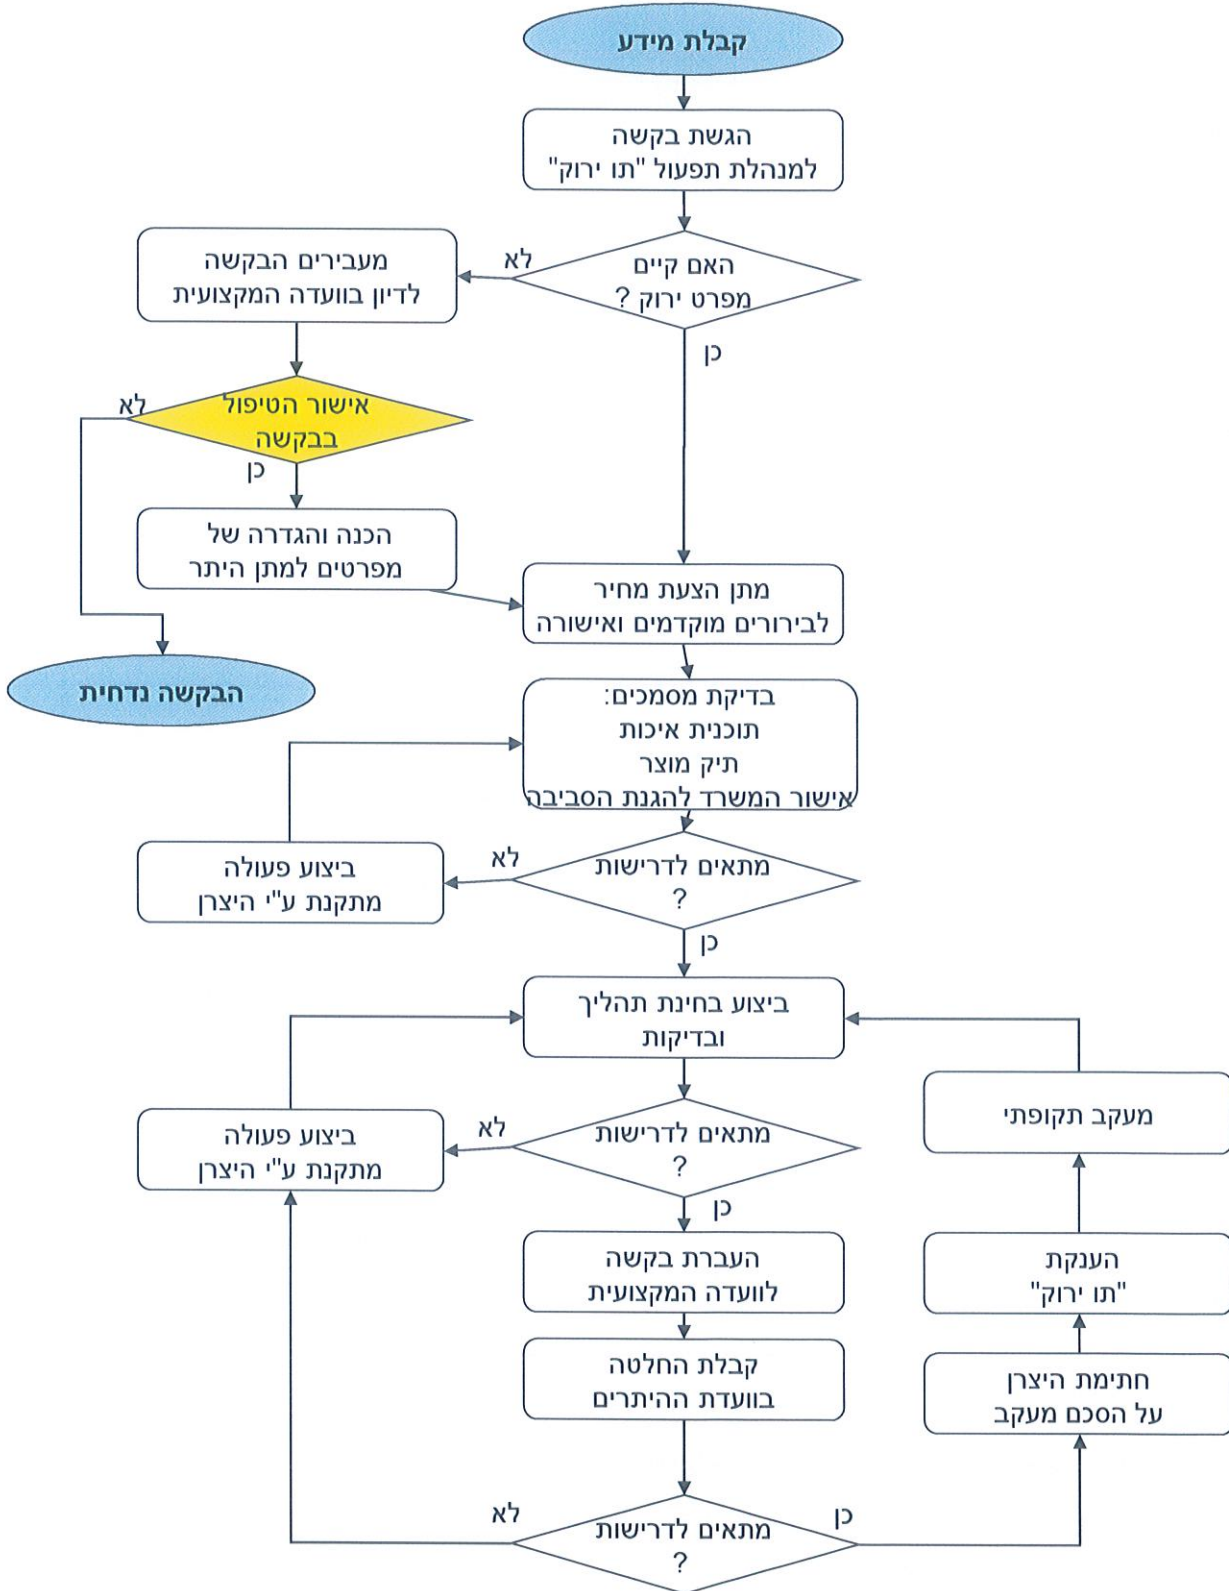 קבלת מידע
הגשת בקשה
למנהלת תפעול "תו ירוק"
האם קיים
מפרט ירוק ?
לא
כן
מעבירים הבקשה
לדיון בוועדה המקצועית
אישור הטיפול
בבקשה
לא
כן
הכנה והגדרה של
מפרטים למתן היתר
הבקשה נדחית
מתן הצעת מחיר
לבירורים מוקדמים ואישורה
בדיקת מסמכים:
תוכנית איכות
תיק מוצר
אישור המשרד להגנת הסביבה
מתאים לדרישות
?
לא
כן
ביצוע פעולה
מתקנת ע"י היצרן
ביצוע בחינת תהליך
ובדיקות
מתאים לדרישות
?
לא
כן
ביצוע פעולה
מתקנת ע"י היצרן
העברת בקשה
לוועדה המקצועית
קבלת החלטה
בוועדת ההיתרים
מתאים לדרישות
?
לא
כן
חתימת היצרן
על הסכם מעקב
הענקת
"תו ירוק"
מעקב תקופתי